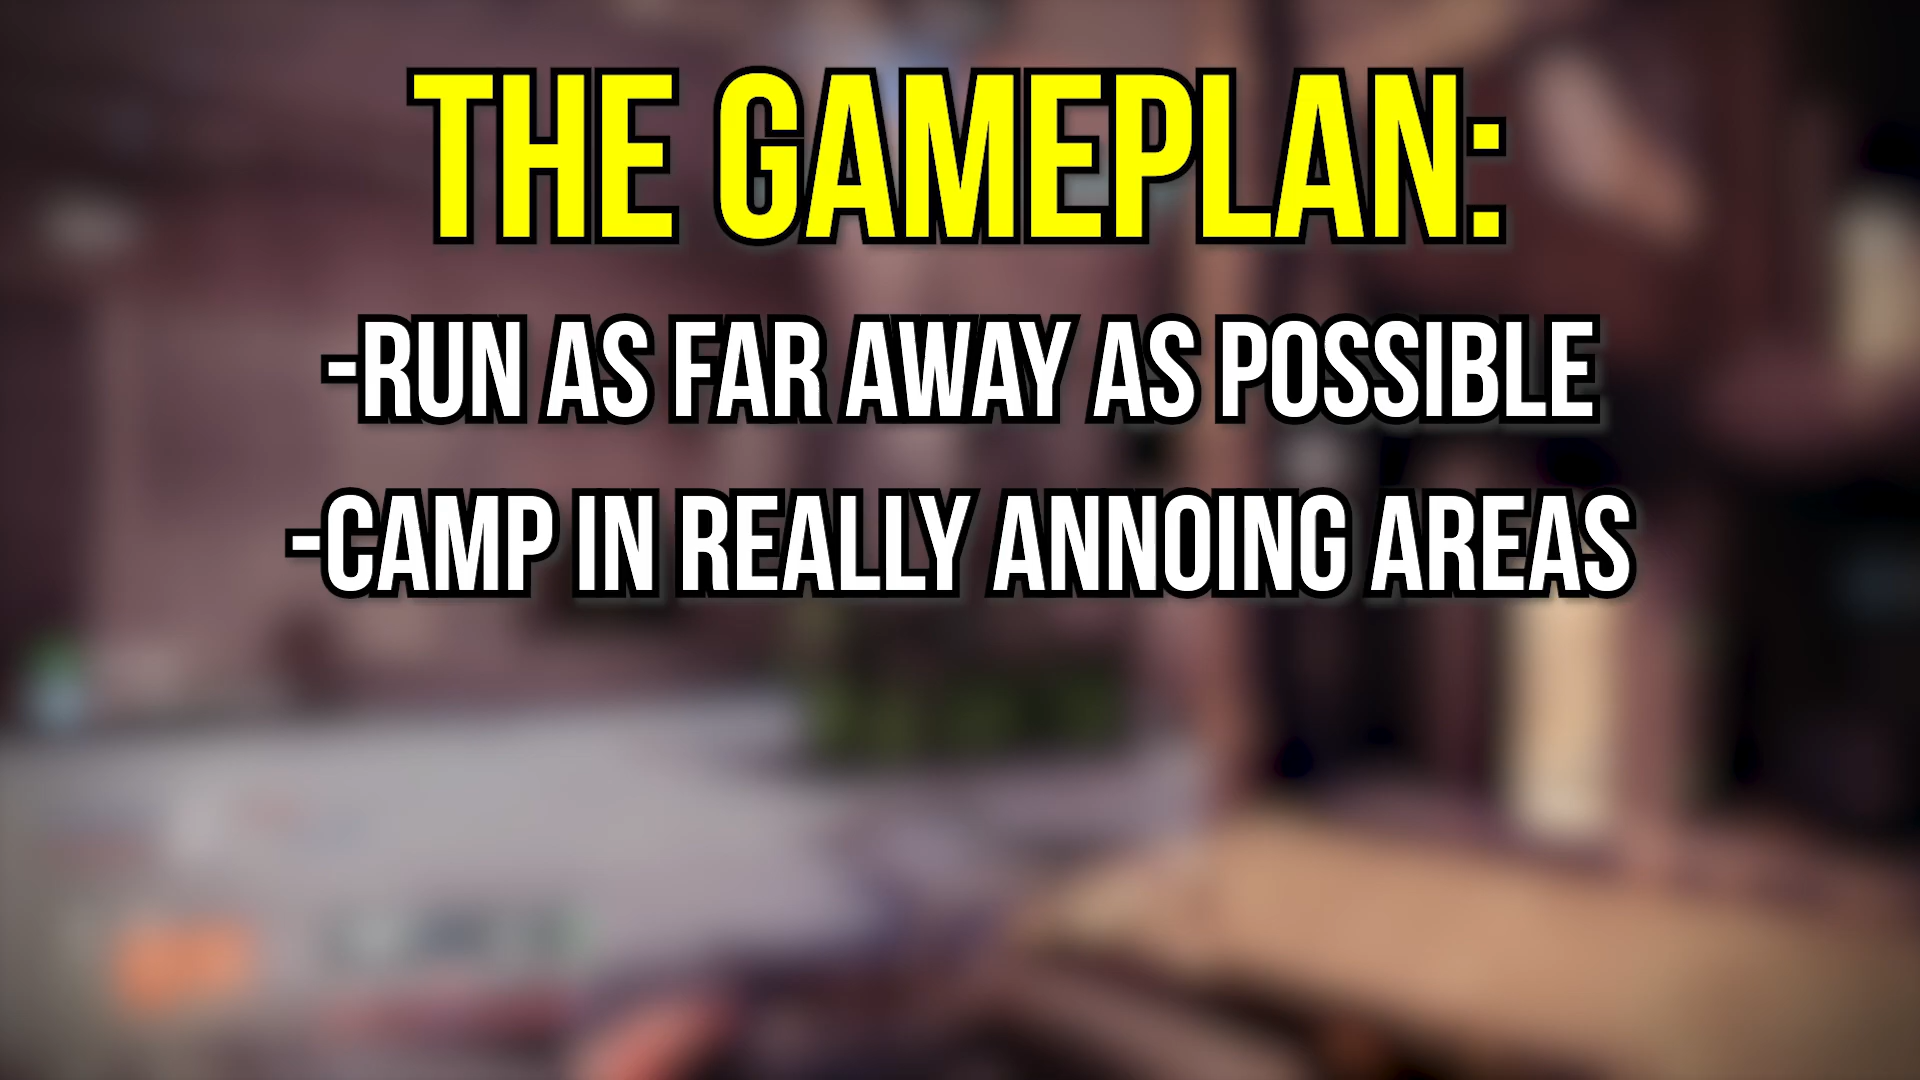 THE GAMEPLAN:
-RUN AS FAR AWAY AS POSSIBLE
-CAMP IN REALLY ANNOING AREAS